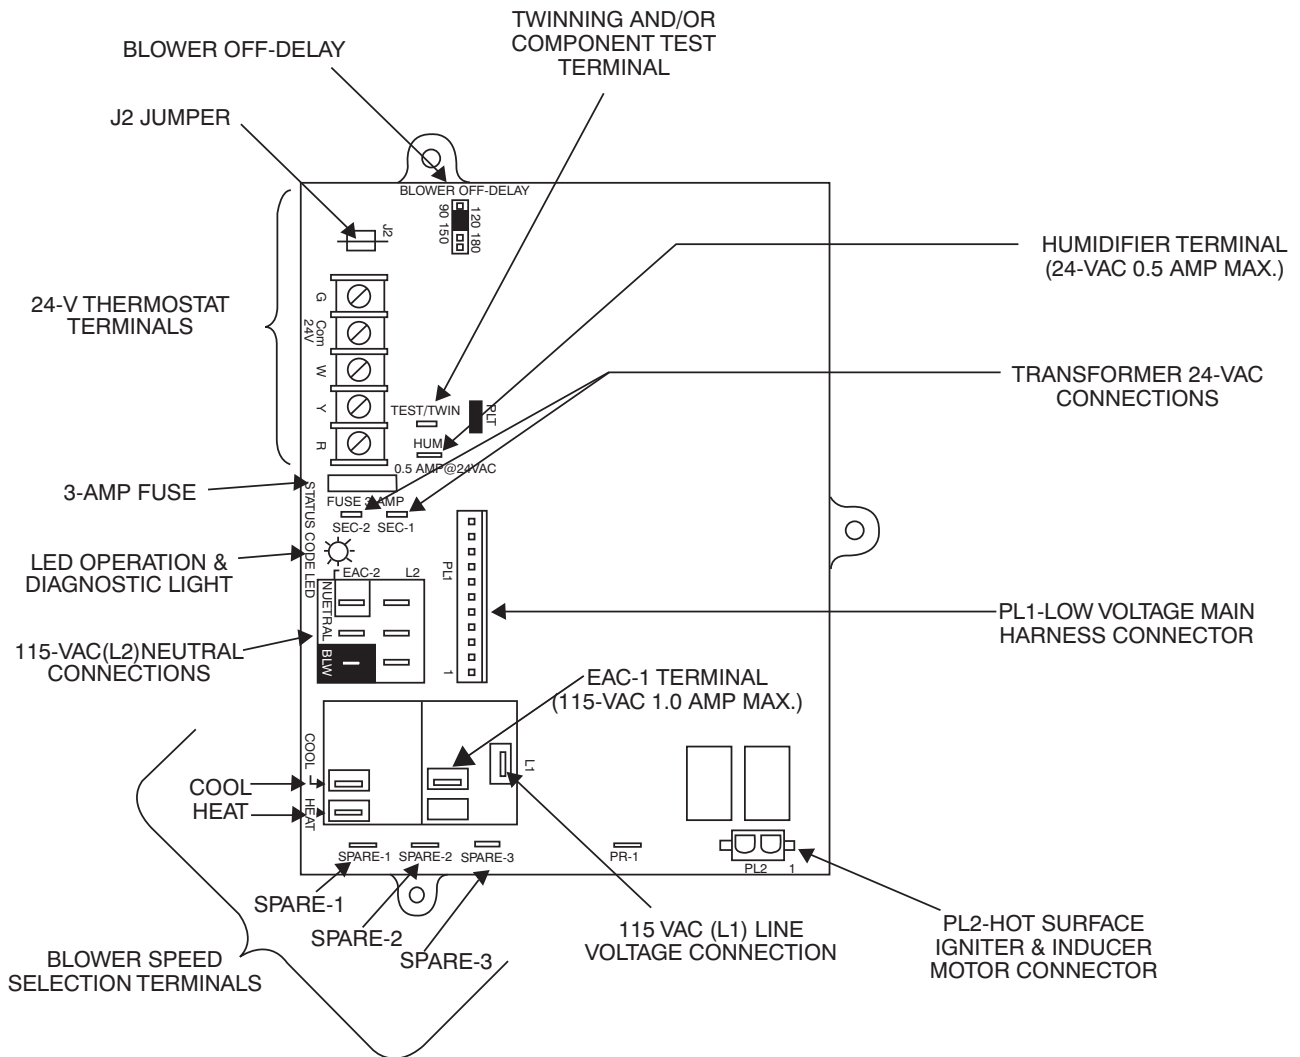 TWINNING AND/OR
COMPONENT TEST
TERMINAL
BLOWER OFF-DELAY
J2 JUMPER
BLOWER OFF-DELAY
120 180
90 150
J2
HUMIDIFIER TERMINAL
(24-VAC 0.5 AMP MAX.)
24-V THERMOSTAT
TERMINALS
G
Com
24V
W
Y
R
TRANSFORMER 24-VAC
CONNECTIONS
TEST/TWIN
PLT
HUM
0.5 AMP@24VAC
3-AMP FUSE
FUSE 3-AMP
STATUS CODE LED
SEC-2
SEC-1
LED OPERATION &
DIAGNOSTIC LIGHT
EAC-2
L2
NUETRAL
BLW
PL1
1
PL1-LOW VOLTAGE MAIN
HARNESS CONNECTOR
115-VAC(L2)NEUTRAL
CONNECTIONS
EAC-1 TERMINAL
(115-VAC 1.0 AMP MAX.)
L1
COOL
HEAT
COOL
HEAT
SPARE-1
SPARE-2
SPARE-3
PR-1
PL2
1
SPARE-1
SPARE-2
SPARE-3
BLOWER SPEED
SELECTION TERMINALS
115 VAC (L1) LINE
VOLTAGE CONNECTION
PL2-HOT SURFACE
IGNITER & INDUCER
MOTOR CONNECTOR